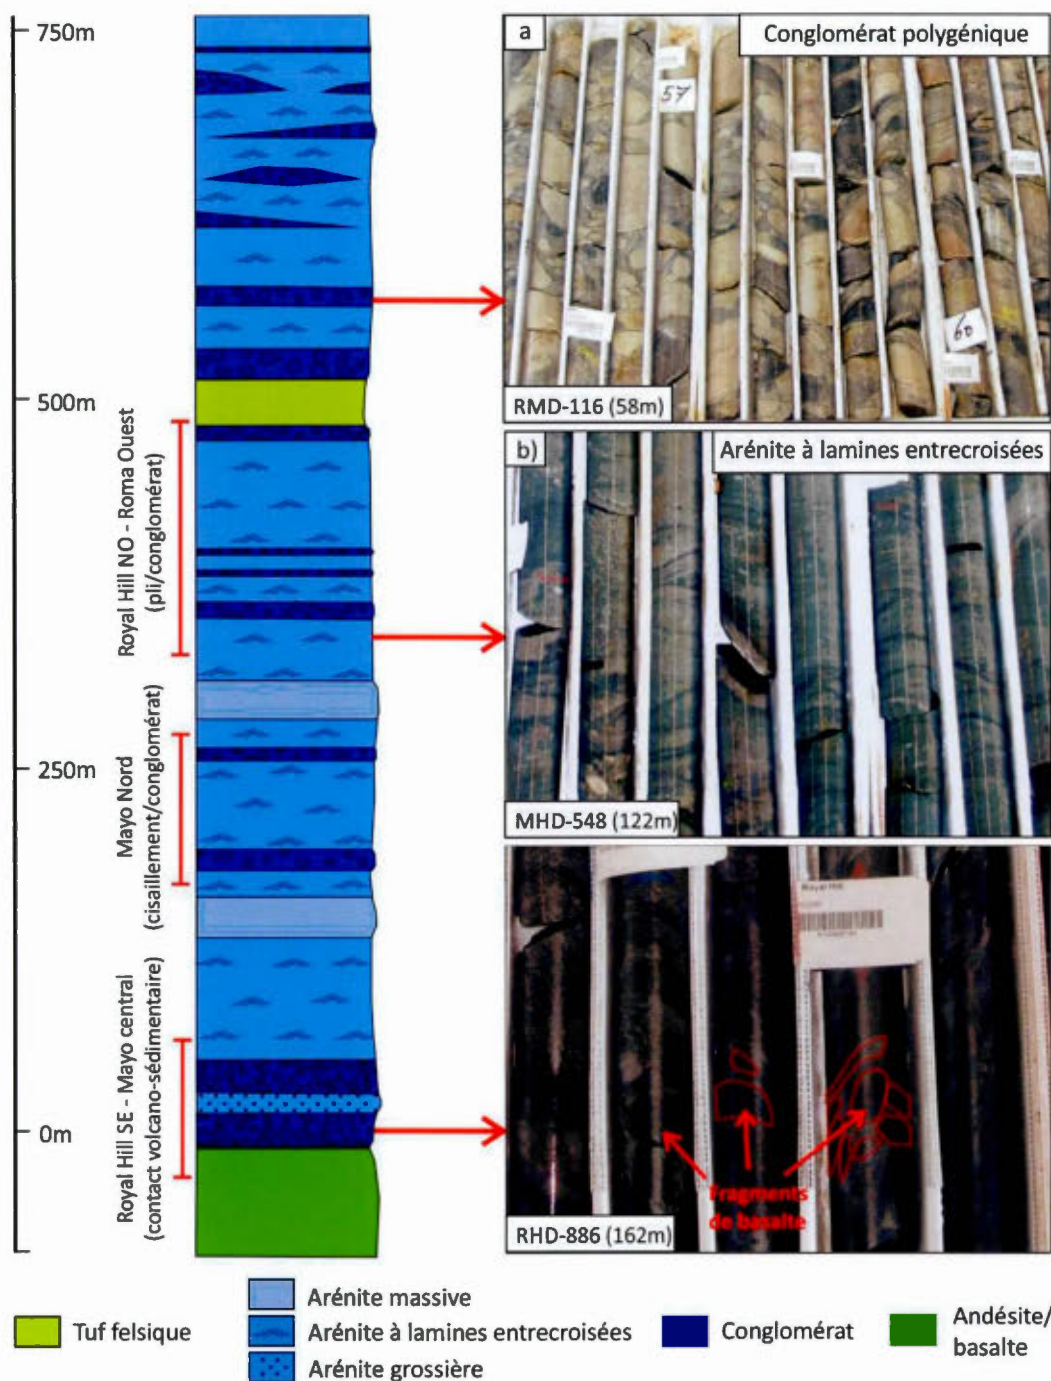 750m
500m
250m
0m
Royal Hill NO - Roma Ouest
(pli/conglomérat)
Mayo Nord
(cisaillement/conglomérat)
Royal Hill SE - Mayo central
(contact volcano-sédimentaire)
a
Conglomérat polygénique
57
60
RMD-116 (58m)
b)
Arénite à lamines entrecroisées
MHD-548 (122m)
Royal Hill
Fragments
de basalte
RHD-886 (162m)
Tuf felsique
Arénite massive
Arénite à lamines entrecroisées
Arénite grossière
Conglomérat
Andésite/
basalte